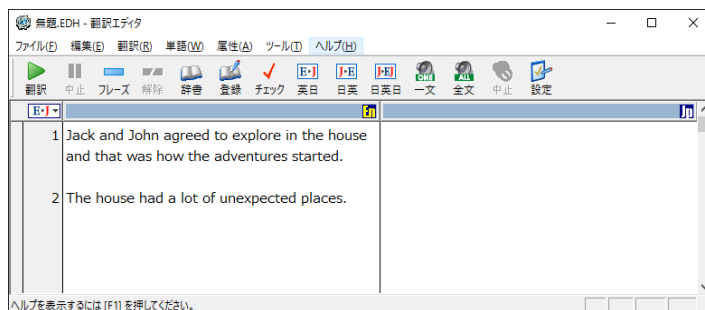 無題.EDH - 翻訳エディタ
ファイル(F) 編集(E) 翻訳(R) 単語(W) 属性(A) ツール(T) ヘルプ(H)
E•J J•E J•EJ ONE ALL
翻訳 中止 フレーズ 解除 辞書 登録 チェック 英日 日英 日英日 一文 全文 中止 設定
E•J
1 Jack and John agreed to explore in the house
and that was how the adventures started.
2 The house had a lot of unexpected places.
ヘルプを表示するには [F1] を押してください。